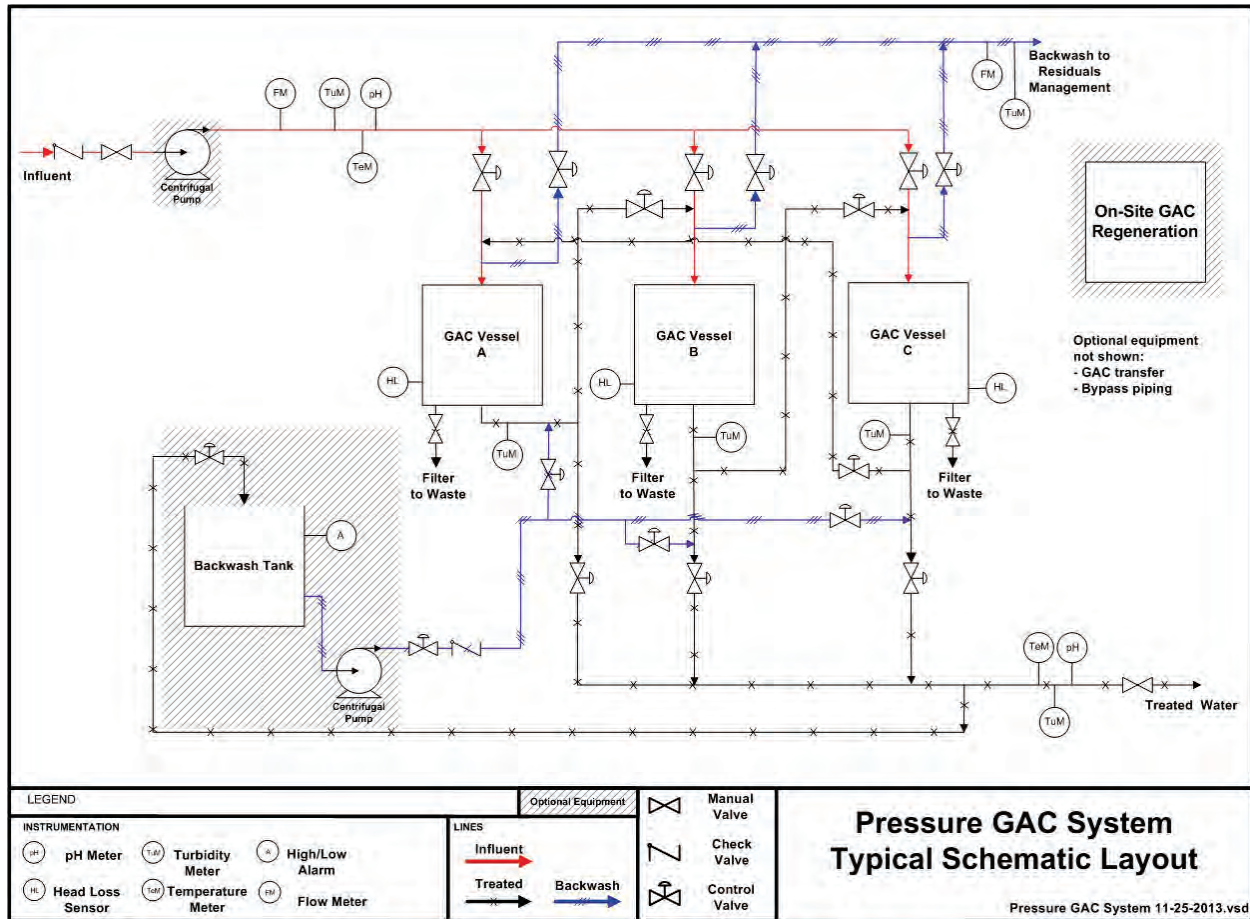 Backwash to
Residuals
Management
FM
TuM
FM
TuM
pH
TeM
Influent
Centrifugal
Pump
On-Site GAC
Regeneration
GAC Vessel
A
GAC Vessel
B
GAC Vessel
C
Optional equipment
not shown:
- GAC transfer
- Bypass piping
HL
HL
HL
TuM
TuM
TuM
Filter
to Waste
Filter
to Waste
Filter
to Waste
A
Backwash Tank
Centrifugal
Pump
TeM
pH
TuM
Treated Water
LEGEND
Optional Equipment
INSTRUMENTATION
pH
pH Meter
TuM
Turbidity
Meter
A
High/Low
Alarm
HL
Head Loss
Sensor
TeM
Temperature
Meter
FM
Flow Meter
LINES
Influent
Treated
Backwash
Manual
Valve
Check
Valve
Control
Valve
Pressure GAC System
Typical Schematic Layout
Pressure GAC System 11-25-2013.vsd